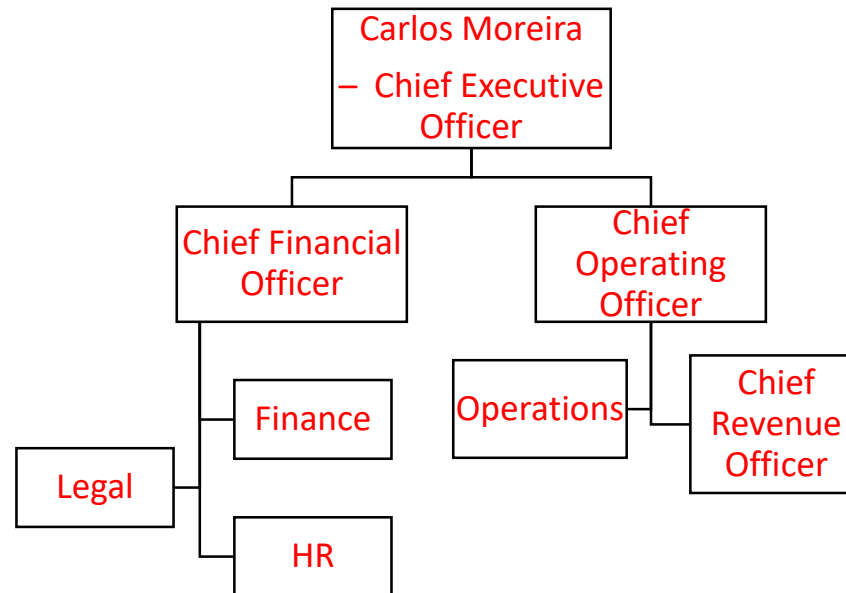 Carlos Moreira
– Chief Executive
Officer
Chief Financial
Officer
Chief
Operating
Officer
Finance
Legal
HR
Operations
Chief
Revenue
Officer